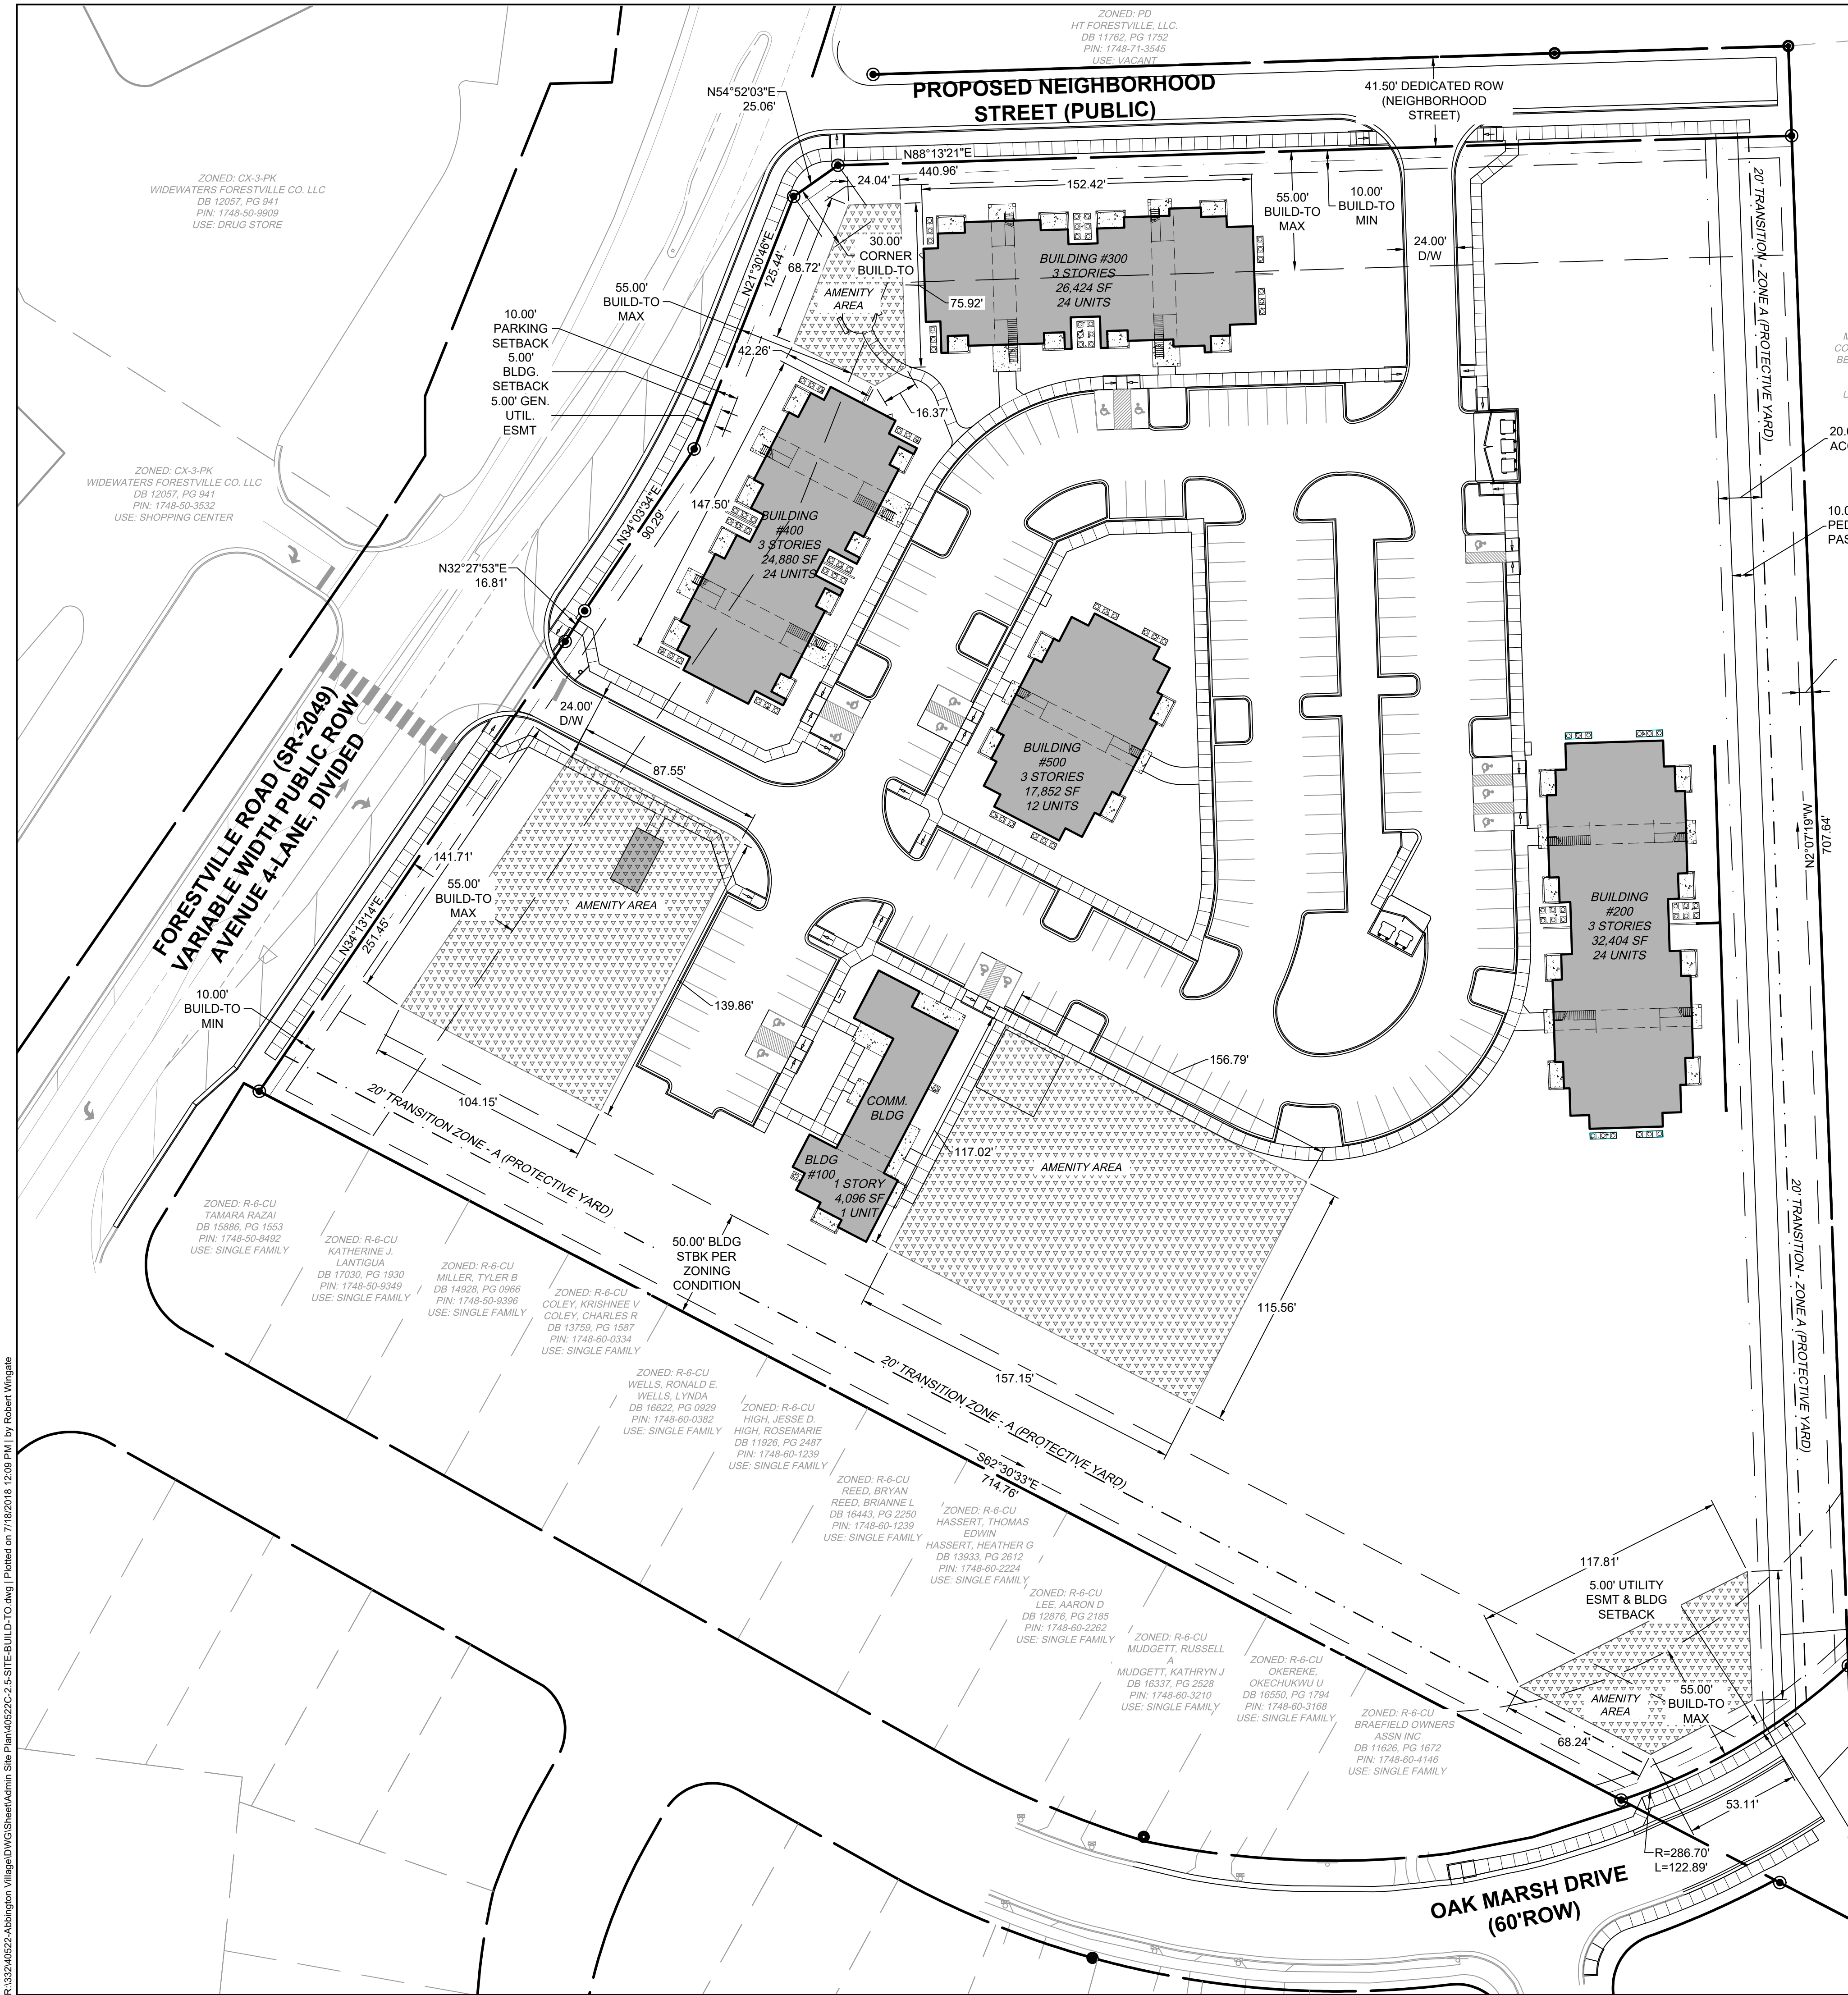 ZONED: PD
HT FORESTVILLE, LLC.
DB 11762, PG 1752
PIN: 1748-71-3545
USE: VACANT
PROPOSED NEIGHBORHOOD
STREET (PUBLIC)
41.50' DEDICATED ROW
(NEIGHBORHOOD
STREET)
N54°52'03"E
25.06'
N88°13'21"E
440.96'
24.04'
152.42'
55.00'
BUILD-TO
MAX
10.00'
BUILD-TO
MIN
24.00'
D/W
20' TRANSITION - ZONE A (PROTECTIVE YARD)
ZONED: CX-3-PK
WIDEWATERS FORESTVILLE CO. LLC
DB 12057, PG 941
PIN: 1748-50-9909
USE: DRUG STORE
N21°30'46"E
125.44'
68.72'
30.00'
CORNER
BUILD-TO
AMENITY
AREA
75.92'
BUILDING #300
3 STORIES
26,424 SF
24 UNITS
55.00'
BUILD-TO
MAX
10.00'
PARKING
SETBACK
5.00'
BLDG.
SETBACK
5.00' GEN.
UTIL.
ESMT
42.26'
16.37'
ZONED: CX-3-PK
WIDEWATERS FORESTVILLE CO. LLC
DB 12057, PG 941
PIN: 1748-50-3532
USE: SHOPPING CENTER
N34°03'34"E
90.29'
147.50'
BUILDING
#400
3 STORIES
24,880 SF
24 UNITS
N32°27'53"E
16.81'
FORESTVILLE ROAD (SR-2049)
VARIABLE WIDTH PUBLIC ROW
AVENUE 4-LANE, DIVIDED
24.00'
D/W
87.55'
BUILDING
#500
3 STORIES
17,852 SF
12 UNITS
N2°07'19"W
707.94'
141.71'
55.00'
BUILD-TO
MAX
AMENITY AREA
N34°13'14"E
251.45'
BUILDING
#200
3 STORIES
32,404 SF
24 UNITS
10.00'
BUILD-TO
MIN
139.86'
156.79'
104.15'
20' TRANSITION ZONE - A (PROTECTIVE YARD)
COMM.
BLDG
BLDG
#100
1 STORY
4,096 SF
1 UNIT
117.02'
AMENITY AREA
20' TRANSITION - ZONE A (PROTECTIVE YARD)
ZONED: R-6-CU
TAMARA RAZAI
DB 15886, PG 1553
PIN: 1748-50-8492
USE: SINGLE FAMILY
ZONED: R-6-CU
KATHERINE J.
LANTIGUA
DB 17030, PG 1930
PIN: 1748-50-9349
USE: SINGLE FAMILY
ZONED: R-6-CU
MILLER, TYLER B
DB 14928, PG 0966
PIN: 1748-50-9396
USE: SINGLE FAMILY
ZONED: R-6-CU
COLEY, KRISHNEE V
COLEY, CHARLES R
DB 13759, PG 1587
PIN: 1748-60-0334
USE: SINGLE FAMILY
50.00' BLDG
STBK PER
ZONING
CONDITION
115.56'
157.15'
20' TRANSITION ZONE - A (PROTECTIVE YARD)
S62°30'33"E
714.76'
ZONED: R-6-CU
WELLS, RONALD E.
WELLS, LYNDA
DB 16622, PG 0929
PIN: 1748-60-0382
USE: SINGLE FAMILY
ZONED: R-6-CU
HIGH, JESSE D.
HIGH, ROSEMARIE
DB 11926, PG 2487
PIN: 1748-60-1239
USE: SINGLE FAMILY
ZONED: R-6-CU
REED, BRYAN
REED, BRIANNE L
DB 16443, PG 2250
PIN: 1748-60-1239
USE: SINGLE FAMILY
ZONED: R-6-CU
HASSERT, THOMAS
EDWIN
HASSERT, HEATHER G
DB 13933, PG 2612
PIN: 1748-60-2224
USE: SINGLE FAMILY
ZONED: R-6-CU
LEE, AARON D
DB 12876, PG 2185
PIN: 1748-60-2262
USE: SINGLE FAMILY
ZONED: R-6-CU
MUDGETT, RUSSELL
A
MUDGETT, KATHRYN J
DB 16337, PG 2528
PIN: 1748-60-3210
USE: SINGLE FAMILY
ZONED: R-6-CU
OKEREKE,
OKECHUKWU U
DB 16550, PG 1794
PIN: 1748-60-3168
USE: SINGLE FAMILY
ZONED: R-6-CU
BRAEFIELD OWNERS
ASSN INC
DB 11626, PG 1672
PIN: 1748-60-4146
USE: SINGLE FAMILY
117.81'
5.00' UTILITY
ESMT & BLDG
SETBACK
AMENITY
AREA
55.00'
BUILD-TO
MAX
68.24'
53.11'
R=286.70'
L=122.89'
OAK MARSH DRIVE
(60'ROW)
R:\332\40522-Abbington Village\DWG\Sheet\Admin Site Plan\40522C-2.5-SITE-BUILD-TO.dwg | Plotted on 7/18/2018 12:09 PM | by Robert Wingate